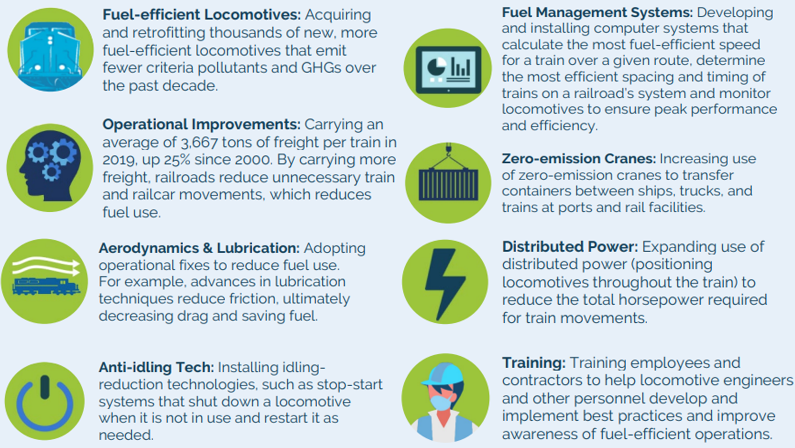 Fuel-efficient Locomotives: Acquiring
and retrofitting thousands of new, more
fuel-efficient locomotives that emit
fewer criteria pollutants and GHGs over
the past decade.
Operational Improvements: Carrying an
average of 3,667 tons of freight per train in
2019, up 25% since 2000. By carrying more
freight, railroads reduce unnecessary train
and railcar movements, which reduces
fuel use.
Aerodynamics & Lubrication: Adopting
operational fixes to reduce fuel use.
For example, advances in lubrication
techniques reduce friction, ultimately
decreasing drag and saving fuel.
Anti-idling Tech: Installing idling-
reduction technologies, such as stop-start
systems that shut down a locomotive
when it is not in use and restart it as
needed.
Fuel Management Systems: Developing
and installing computer systems that
calculate the most fuel-efficient speed
for a train over a given route, determine
the most efficient spacing and timing of
trains on a railroad's system and monitor
locomotives to ensure peak performance
and efficiency.
Zero-emission Cranes: Increasing use
of zero-emission cranes to transfer
containers between ships, trucks, and
trains at ports and rail facilities.
Distributed Power: Expanding use of
distributed power (positioning
locomotives throughout the train) to
reduce the total horsepower required
for train movements.
Training: Training employees and
contractors to help locomotive engineers
and other personnel develop and
implement best practices and improve
awareness of fuel-efficient operations.